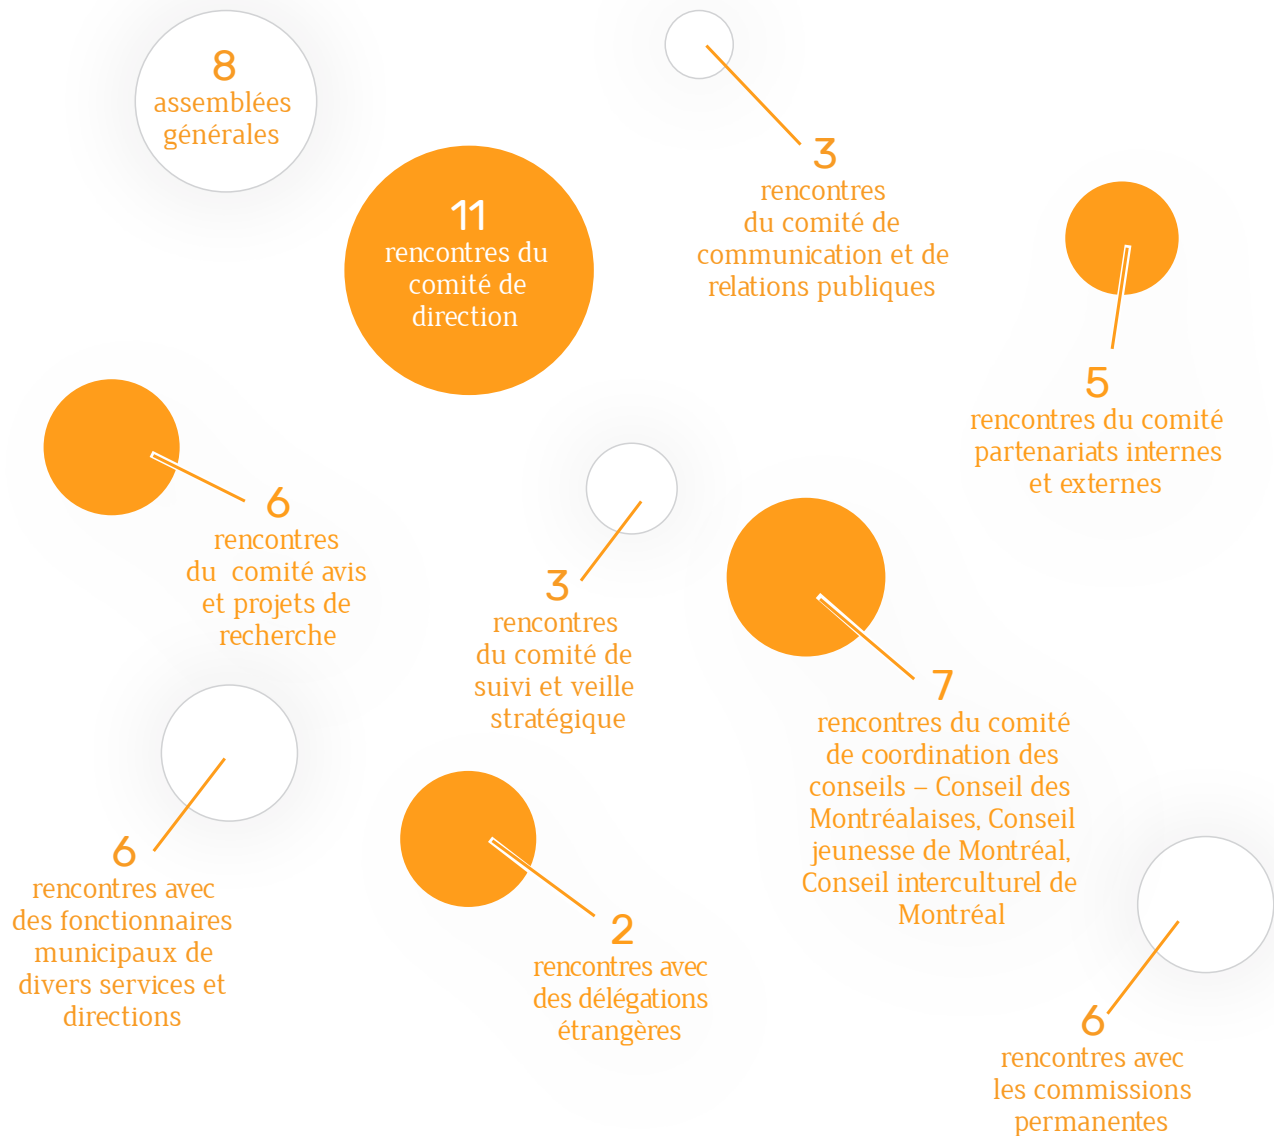 8
assemblées
générales
11
rencontres du
comité de
direction
3
rencontres
du comité de
communication et de
relations publiques
5
rencontres du comité
partenariats internes
et externes
6
rencontres
du comité avis
et projets de
recherche
3
rencontres
du comité de
suivi et veille
stratégique
7
rencontres du comité
de coordination des
conseils – Conseil des
Montréalaises, Conseil
jeunesse de Montréal,
Conseil interculturel de
Montréal
6
rencontres avec
des fonctionnaires
municipaux de
divers services et
directions
2
rencontres avec
des délégations
étrangères
6
rencontres avec
les commissions
permanentes